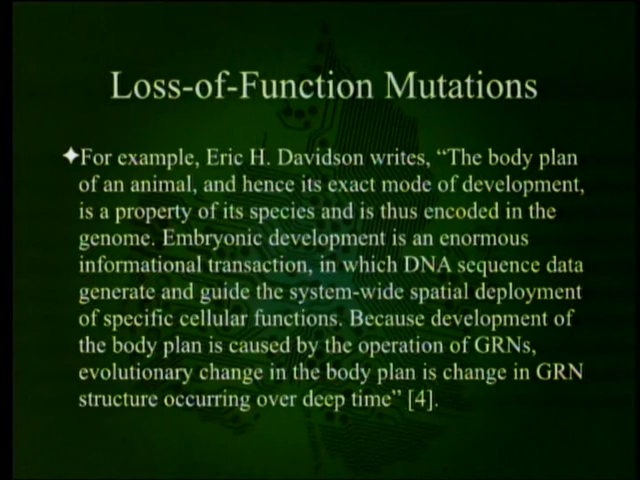 Loss-of-Function Mutations
✦For example, Eric H. Davidson writes, “The body plan
of an animal, and hence its exact mode of development,
is a property of its species and is thus encoded in the
genome. Embryonic development is an enormous
informational transaction, in which DNA sequence data
generate and guide the system-wide spatial deployment
of specific cellular functions. Because development of
the body plan is caused by the operation of GRNs,
evolutionary change in the body plan is change in GRN
structure occurring over deep time” [4].